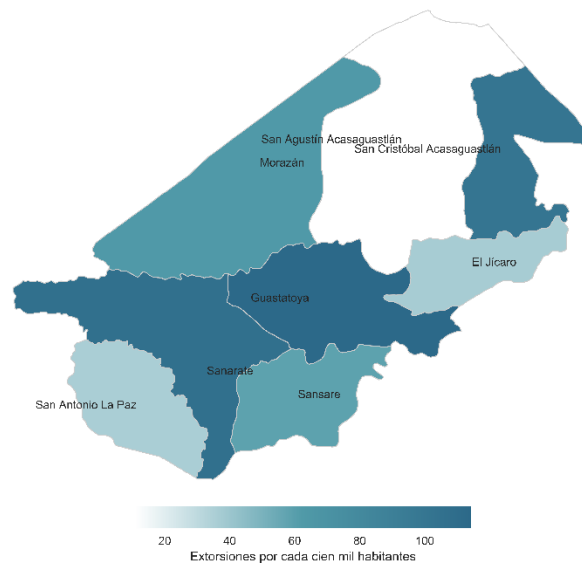 San Agustín Acasaguastlán
San Cristóbal Acasaguastlán
Morazán
El Jícaro
Guastatoya
Sanarate
Sansare
San Antonio La Paz
20 40 60 80 100
Extorsiones por cada cien mil habitantes